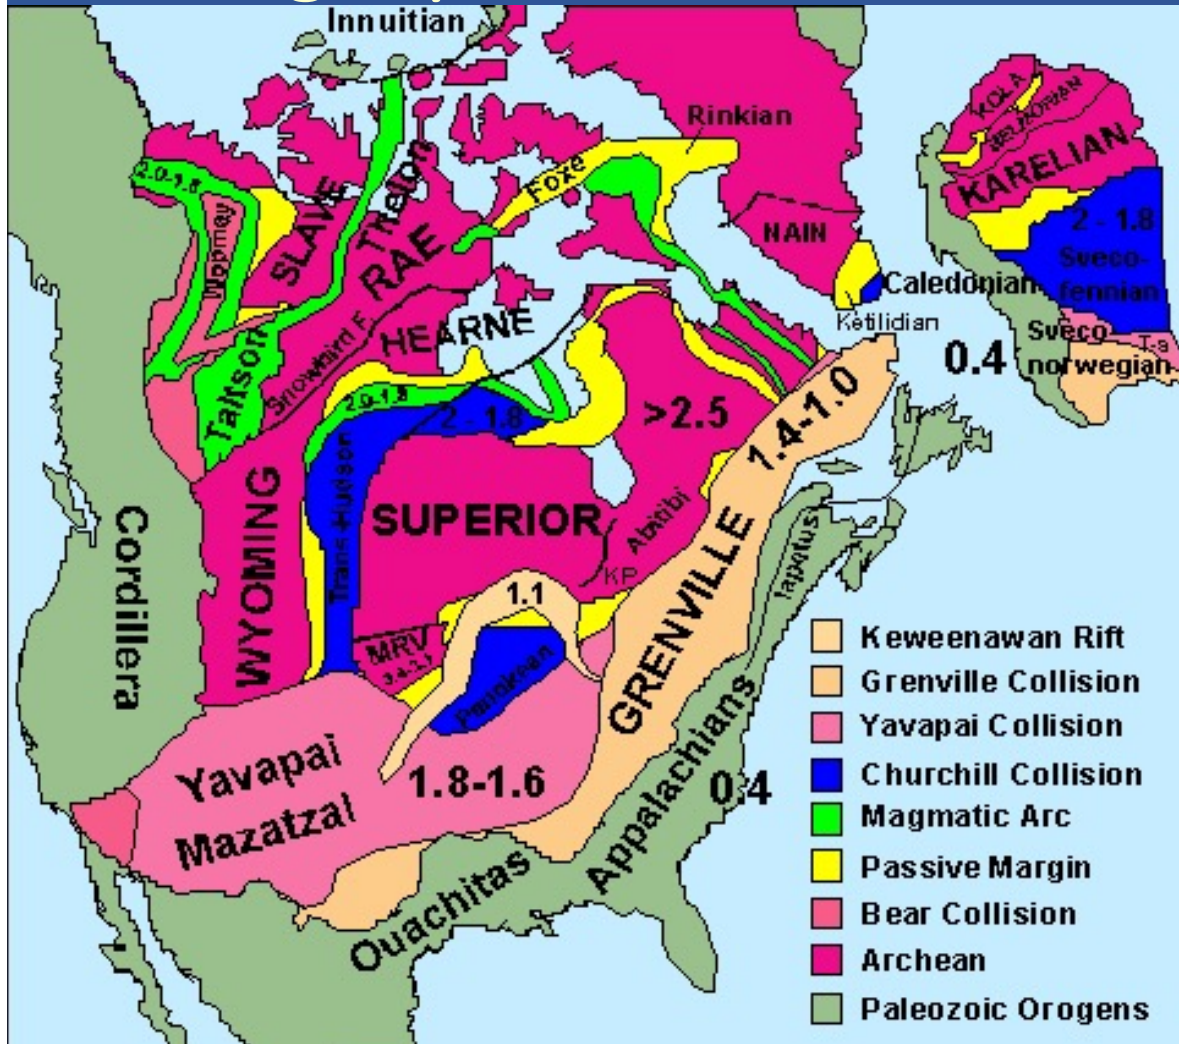 Innuitian
Rinkian
KOLA
BELMORIAN
KARELIAN
Foxe
2.0-1.8
Wopmay
SLAVE
Thelon
RAE
NAIN
2 - 1.8
Sveco-
fennian
Caledonian
Ketilidian
Sveco-
norwegian
T-s
0.4
HEARNE
Snowbird F.
Taltson
2.0-1.8
2 - 1.8
>2.5
1.4-1.0
Trans-Hudson
WYOMING
SUPERIOR
Abitibi
KP
GRENVILLE
Iapetus
Cordillera
1.1
MRV
Penokean
Yavapai
Mazatzal
1.8-1.6
0.4
Appalachians
Ouachitas
Keweenawan Rift
Grenville Collision
Yavapai Collision
Churchill Collision
Magmatic Arc
Passive Margin
Bear Collision
Archean
Paleozoic Orogens